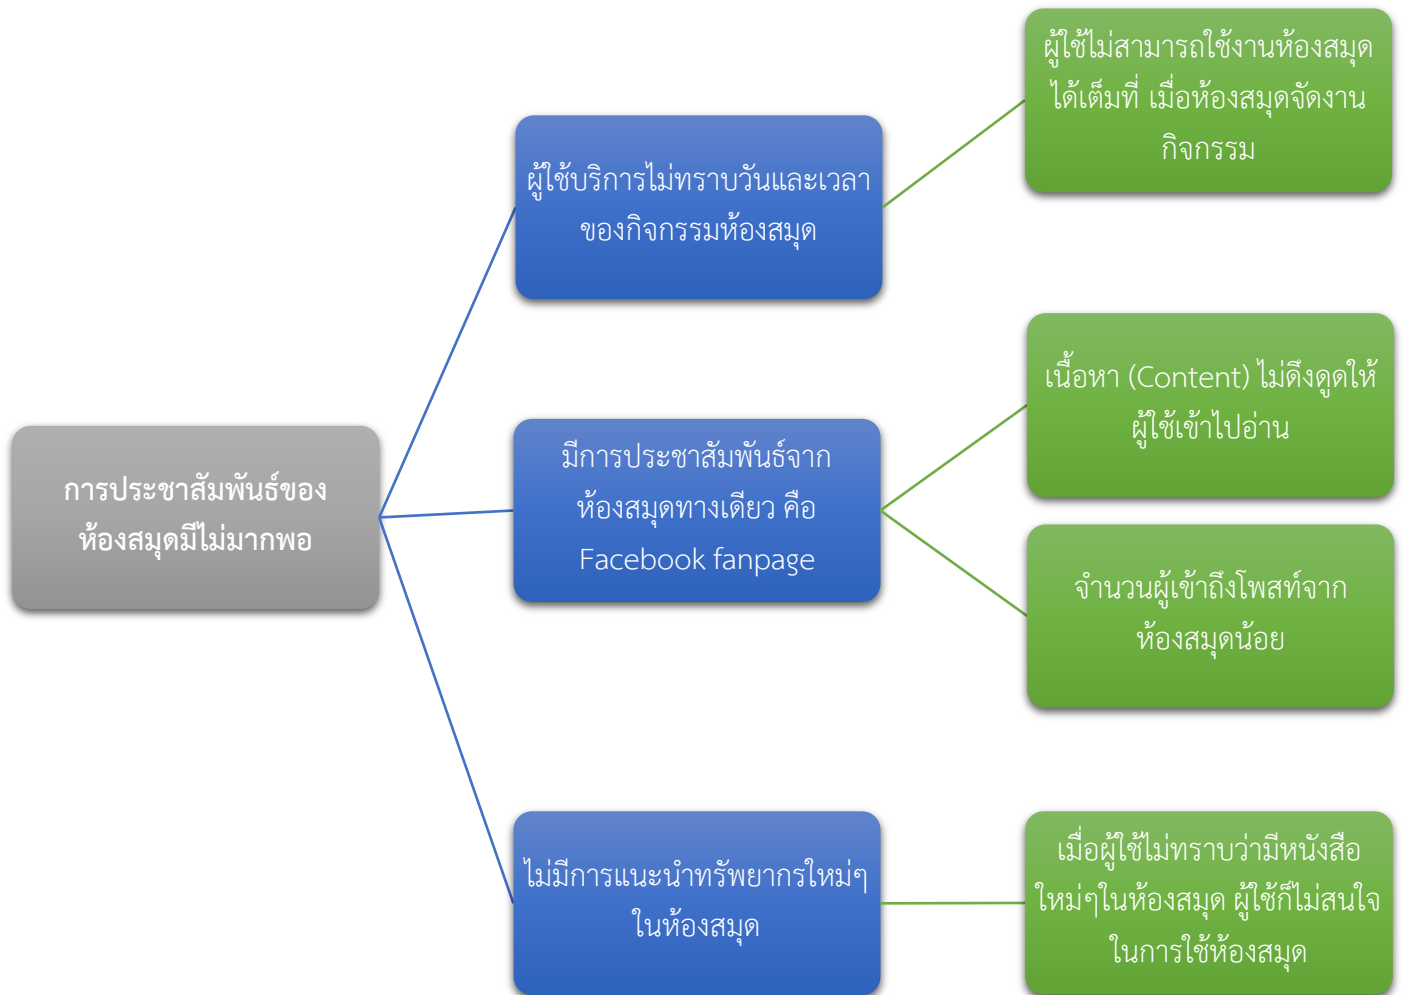 การประชาสัมพันธ์ของ
ห้องสมุดมีไม่มากพอ
ผู้ใช้บริการไม่ทราบวันและเวลา
ของกิจกรรมห้องสมุด
ผู้ใช้ไม่สามารถใช้งานห้องสมุด
ได้เต็มที่ เมื่อห้องสมุดจัดงาน
กิจกรรม
มีการประชาสัมพันธ์จาก
ห้องสมุดทางเดียว คือ
Facebook fanpage
เนื้อหา (Content) ไม่ดึงดูดให้
ผู้ใช้เข้าไปอ่าน
จำนวนผู้เข้าถึงโพสท์จาก
ห้องสมุดน้อย
ไม่มีการแนะนำทรัพยากรใหม่ๆ
ในห้องสมุด
เมื่อผู้ใช้ไม่ทราบว่ามีหนังสือ
ใหม่ๆในห้องสมุด ผู้ใช้ก็ไม่สนใจ
ในการใช้ห้องสมุด